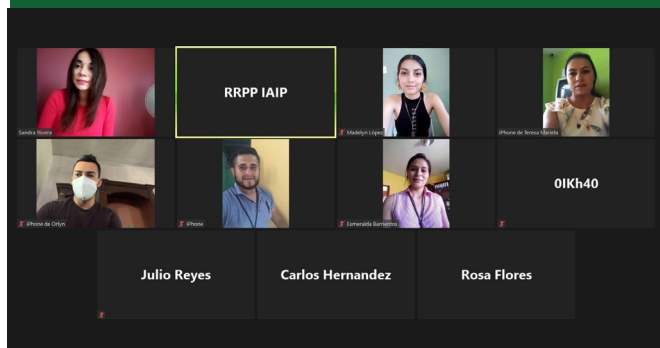 Sandra Rivera
RRPP IAIP
Madelyn López
iPhone de Teresa Mariela
iPhone de Orlyn
iPhone
Esmeralda Barrientos
0IKh40
Julio Reyes
Carlos Hernandez
Rosa Flores